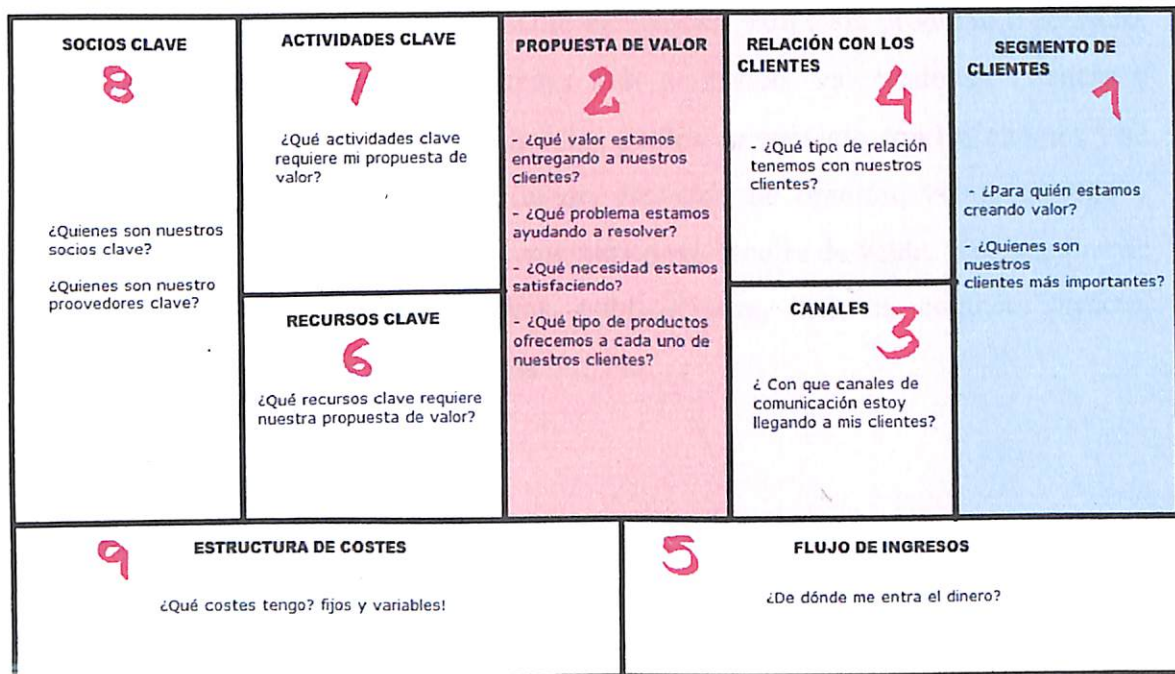 SOCIOS CLAVE
8
¿Quienes son nuestros
socios clave?
¿Quienes son nuestro
proovedores clave?
ACTIVIDADES CLAVE
7
¿Qué actividades clave
requiere mi propuesta de
valor?
RECURSOS CLAVE
6
¿Qué recursos clave requiere
nuestra propuesta de valor?
PROPUESTA DE VALOR
2
- ¿qué valor estamos
entregando a nuestros
clientes?
- ¿Qué problema estamos
ayudando a resolver?
- ¿Qué necesidad estamos
satisfaciendo?
- ¿Qué tipo de productos
ofrecemos a cada uno de
nuestros clientes?
RELACIÓN CON LOS
CLIENTES
4
- ¿Qué tipo de relación
tenemos con nuestros
clientes?
CANALES
3
¿ Con que canales de
comunicación estoy
llegando a mis clientes?
SEGMENTO DE
CLIENTES
1
- ¿Para quién estamos
creando valor?
- ¿Quienes son
nuestros
clientes más importantes?
9
ESTRUCTURA DE COSTES
¿Qué costes tengo? fijos y variables!
5
FLUJO DE INGRESOS
¿De dónde me entra el dinero?